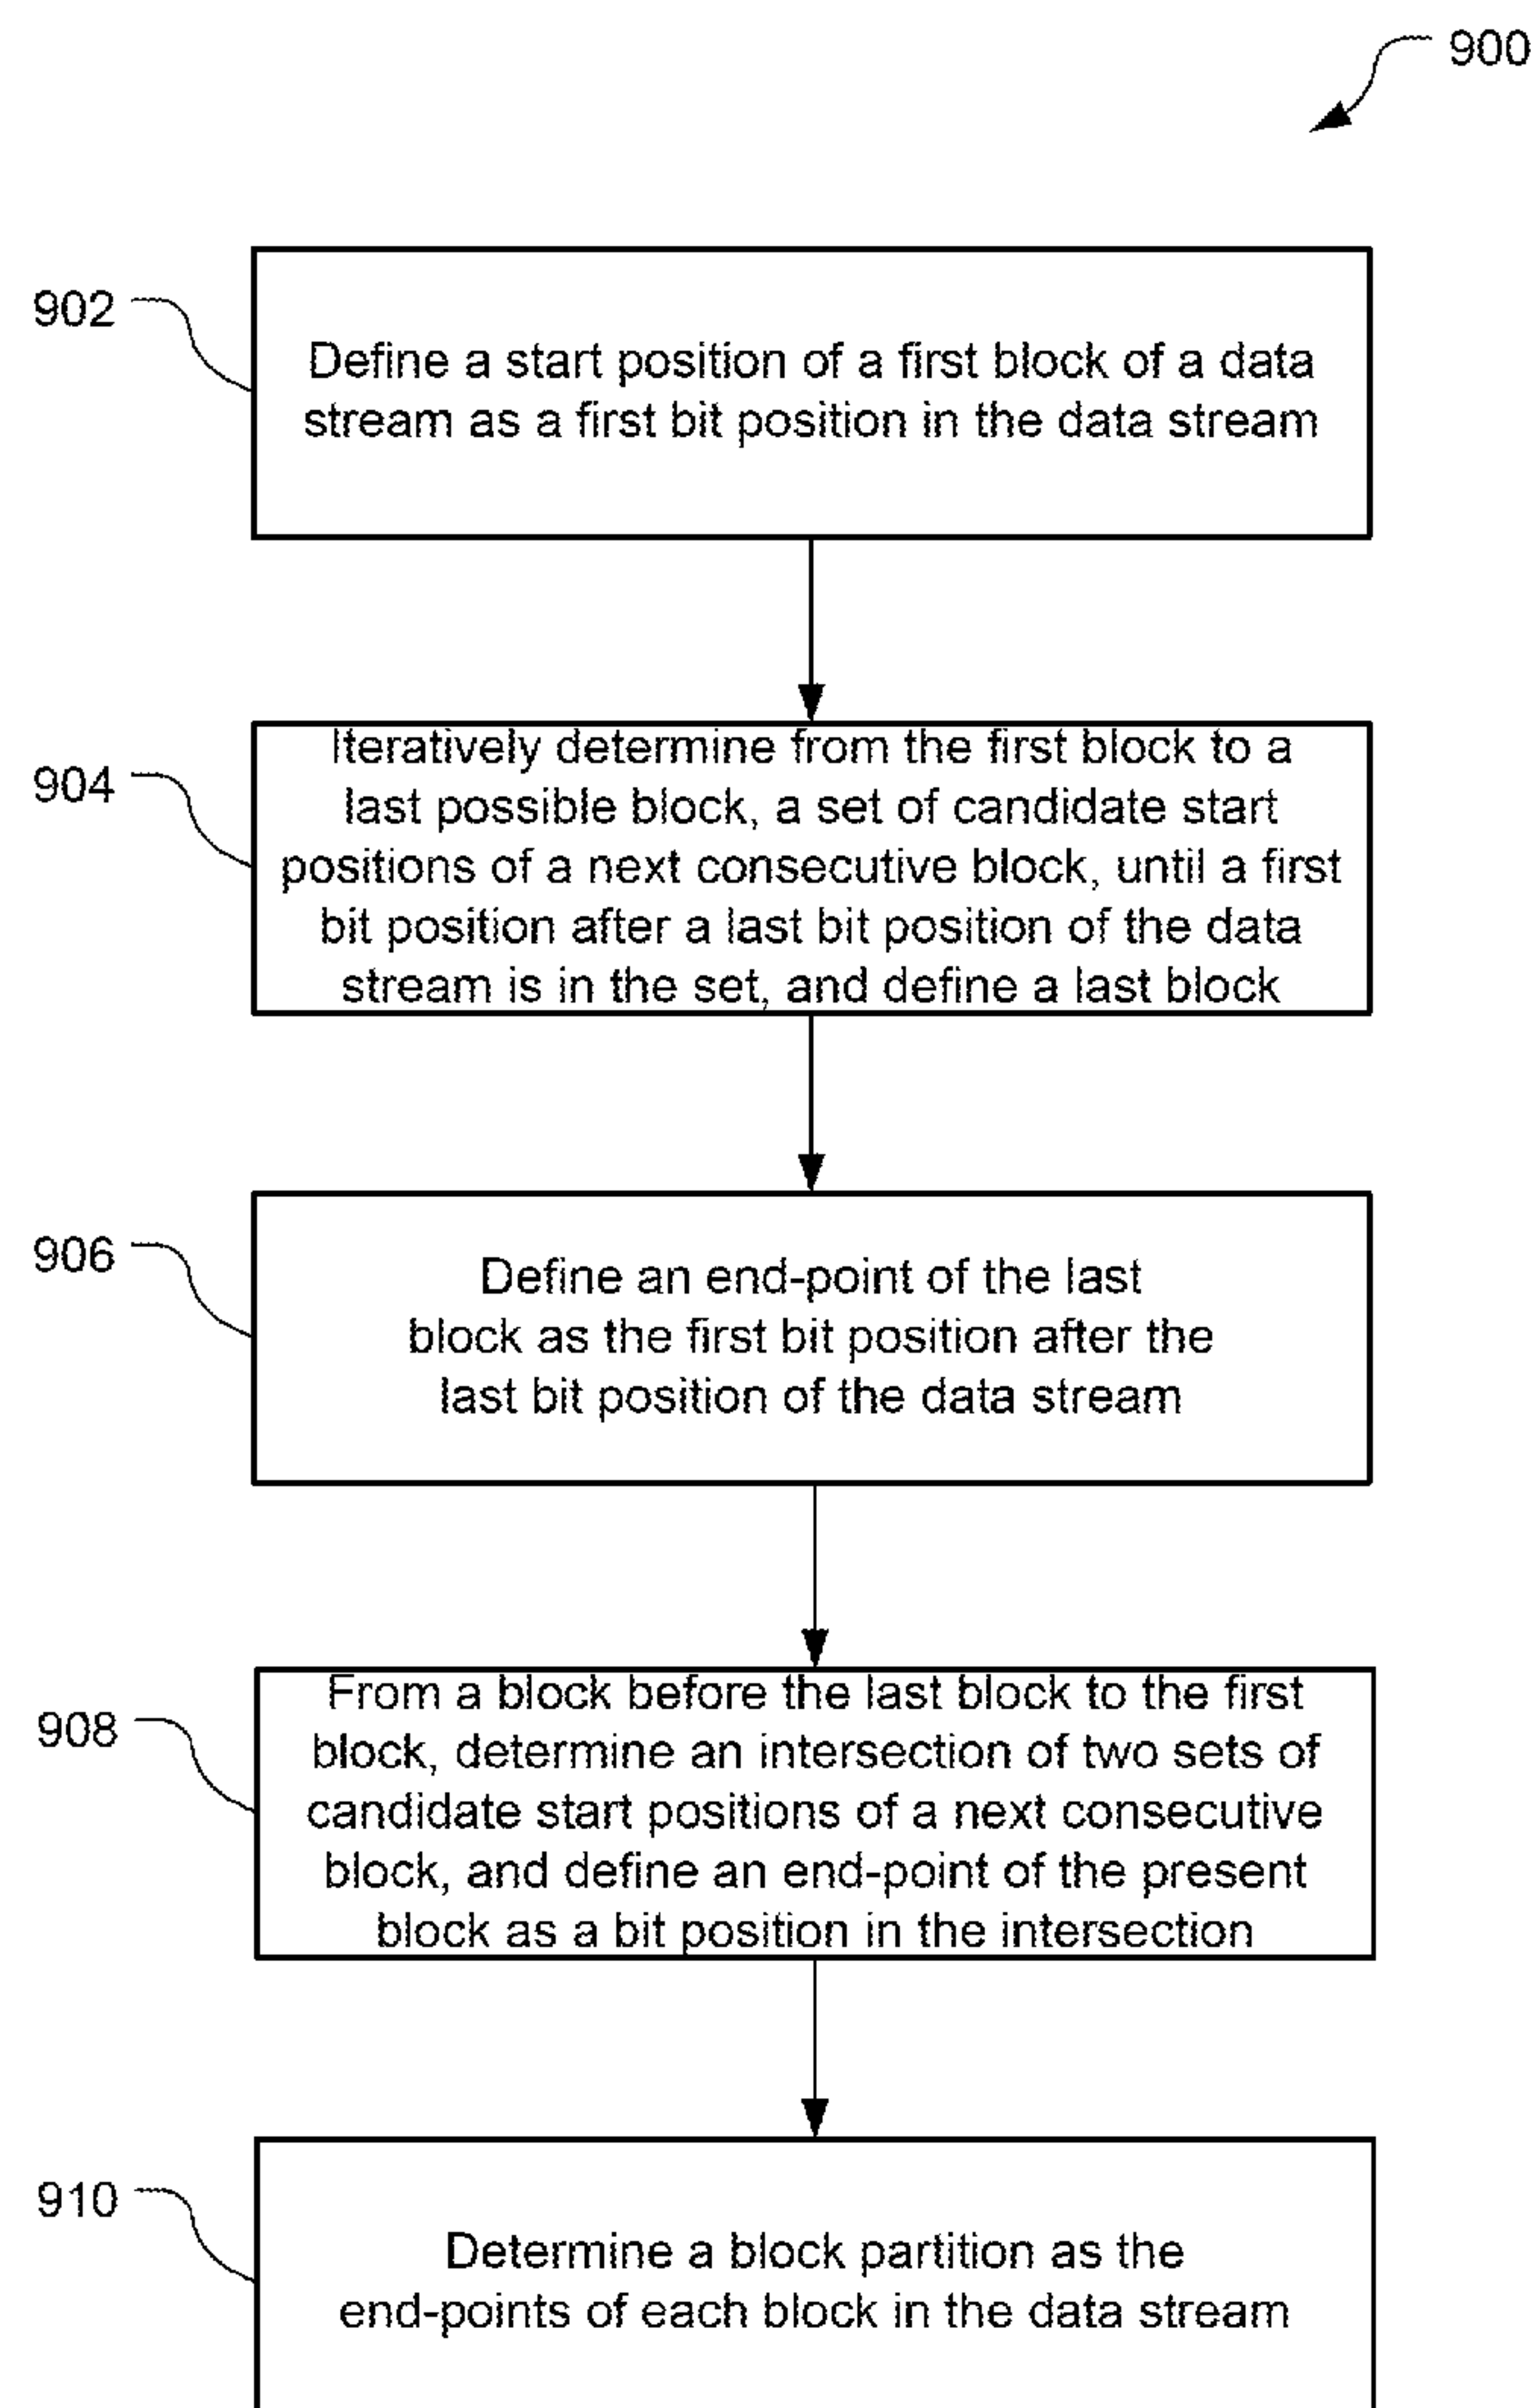 900
902
Define a start position of a first block of a data
stream as a first bit position in the data stream
904
Iteratively determine from the first block to a
last possible block, a set of candidate start
positions of a next consecutive block, until a first
bit position after a last bit position of the data
stream is in the set, and define a last block
906
Define an end-point of the last
block as the first bit position after the
last bit position of the data stream
908
From a block before the last block to the first
block, determine an intersection of two sets of
candidate start positions of a next consecutive
block, and define an end-point of the present
block as a bit position in the intersection
910
Determine a block partition as the
end-points of each block in the data stream